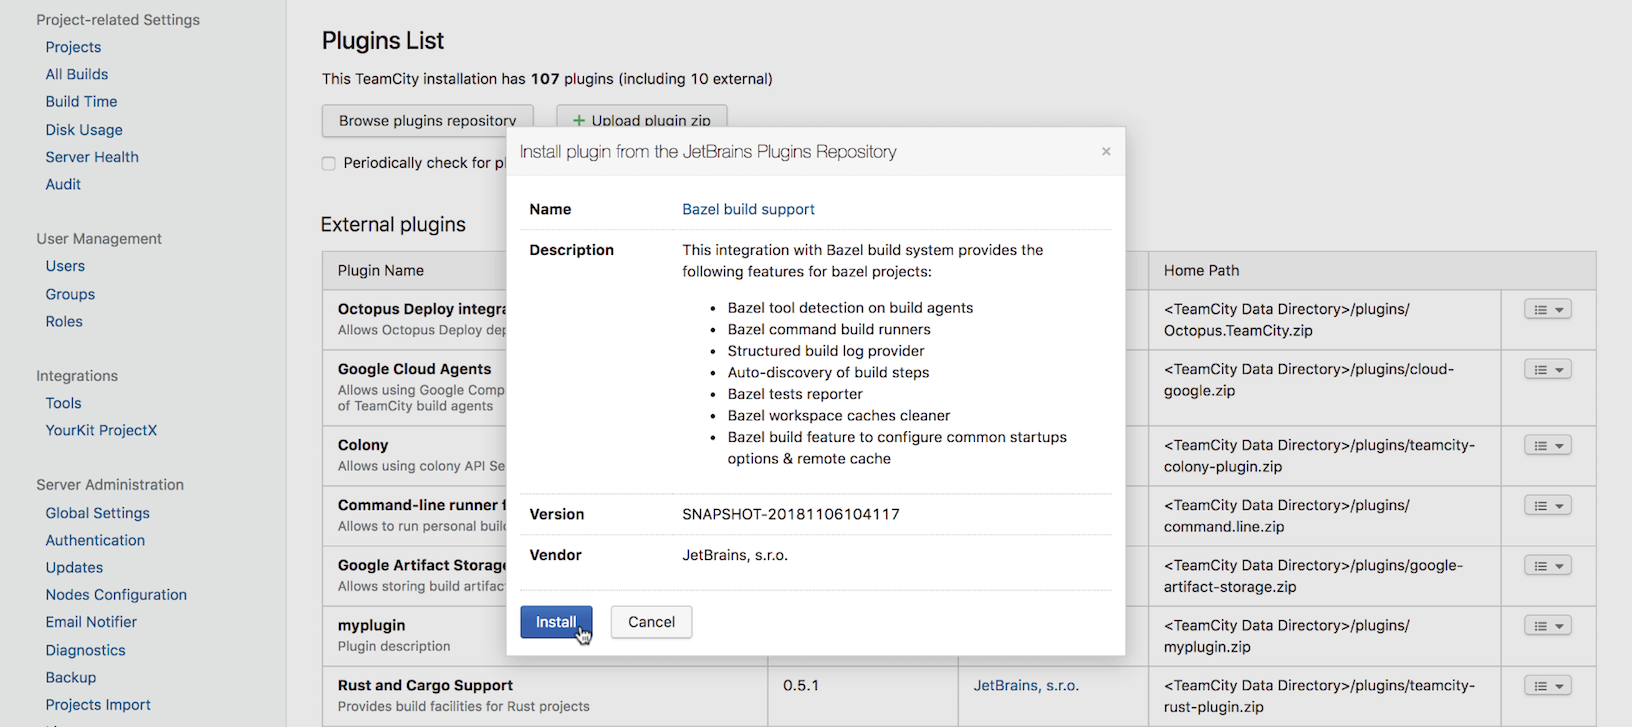 Project-related Settings
Projects
All Builds
Build Time
Disk Usage
Server Health
Audit
User Management
Users
Groups
Roles
Integrations
Tools
YourKit ProjectX
Server Administration
Global Settings
Authentication
Updates
Nodes Configuration
Email Notifier
Diagnostics
Backup
Projects Import
Plugins List
This TeamCity installation has 107 plugins (including 10 external)
Browse plugins repository
+ Upload plugin zip
Periodically check for pl
External plugins
Plugin Name
Home Path
Octopus Deploy integra
Allows Octopus Deploy dep
<TeamCity Data Directory>/plugins/
Octopus.TeamCity.zip
Google Cloud Agents
Allows using Google Comp
of TeamCity build agents
<TeamCity Data Directory>/plugins/cloud-
google.zip
Colony
Allows using colony API Se
<TeamCity Data Directory>/plugins/teamcity-
colony-plugin.zip
Command-line runner f
Allows to run personal buil
<TeamCity Data Directory>/plugins/
command.line.zip
Google Artifact Storage
Allows storing build artifac
<TeamCity Data Directory>/plugins/google-
artifact-storage.zip
myplugin
Plugin description
<TeamCity Data Directory>/plugins/
myplugin.zip
Rust and Cargo Support
Provides build facilities for Rust projects
0.5.1
JetBrains, s.r.o.
<TeamCity Data Directory>/plugins/teamcity-
rust-plugin.zip
Install plugin from the JetBrains Plugins Repository
×
Name
Bazel build support
Description
This integration with Bazel build system provides the
following features for bazel projects:
• Bazel tool detection on build agents
• Bazel command build runners
• Structured build log provider
• Auto-discovery of build steps
• Bazel tests reporter
• Bazel workspace caches cleaner
• Bazel build feature to configure common startups
options & remote cache
Version
SNAPSHOT-20181106104117
Vendor
JetBrains, s.r.o.
Install
Cancel